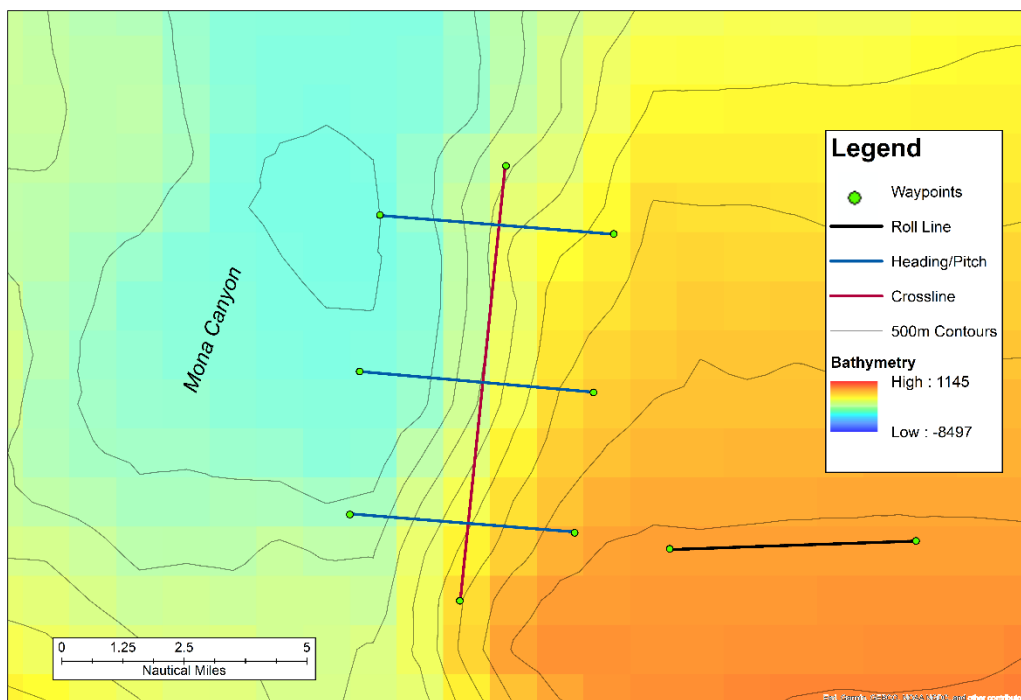 Mona Canyon
Legend
Waypoints
Roll Line
Heading/Pitch
Crossline
500m Contours
Bathymetry
High : 1145
Low : -8497
0 1.25 2.5 5
Nautical Miles